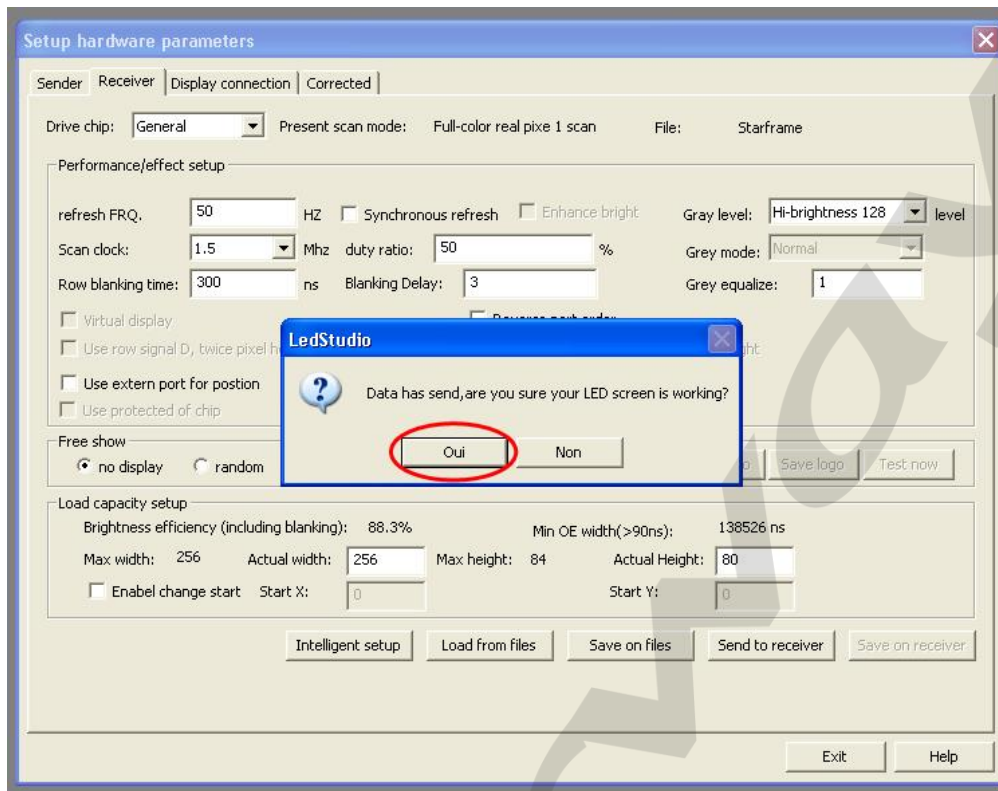 Setup hardware parameters
Sender Receiver Display connection Corrected
Drive chip: General Present scan mode: Full-color real pixe 1 scan File: Starframe
Performance/effect setup
refresh FRQ. 50 HZ Synchronous refresh Enhance bright Gray level: Hi-brightness 128 level
Scan clock: 1.5 Mhz duty ratio: 50 % Grey mode: Normal
Row blanking time: 300 ns Blanking Delay: 3 Grey equalize: 1
Virtual display
Use row signal D, twice pixel
LedStudio
Data has send,are you sure your LED screen is working?
Oui Non
Use extern port for postion
Use protected of chip
Free show
no display random Save logo Test now
Load capacity setup
Brightness efficiency (including blanking): 88.3% Min OE width(>90ns): 138526 ns
Max width: 256 Actual width: 256 Max height: 84 Actual Height: 80
Enabel change start Start X: 0 Start Y: 0
Intelligent setup Load from files Save on files Send to receiver Save on receiver
Exit Help